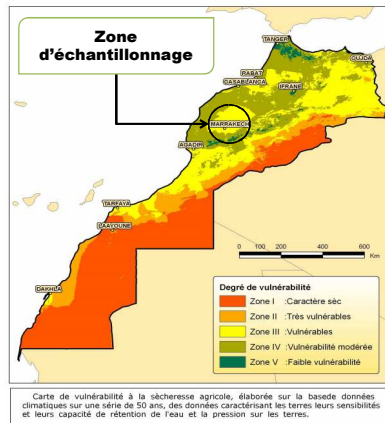 Zone
d'échantillonnage
TANGER
OUJDA
RABAT
CASABLANCA
IFRANE
MARRAKECH
AGADIR
TARFAYA
LAAYOUNE
DAKHLA
200 0 200 400 600
Km
Degré de vulnérabilité
Zone I :Caractère sèc
Zone II :Très vulnérables
Zone III :Vulnérables
Zone IV :Vulnérabilité modérée
Zone V :Faible vulnérabilité
Carte de vulnérabilité à la sècheresse agricole, élaborée sur la basede données
climatiques sur une série de 50 ans, des données caractérisant les terres leurs sensibilités
et leurs capacité de rétention de l'eau et la pression sur les terres.